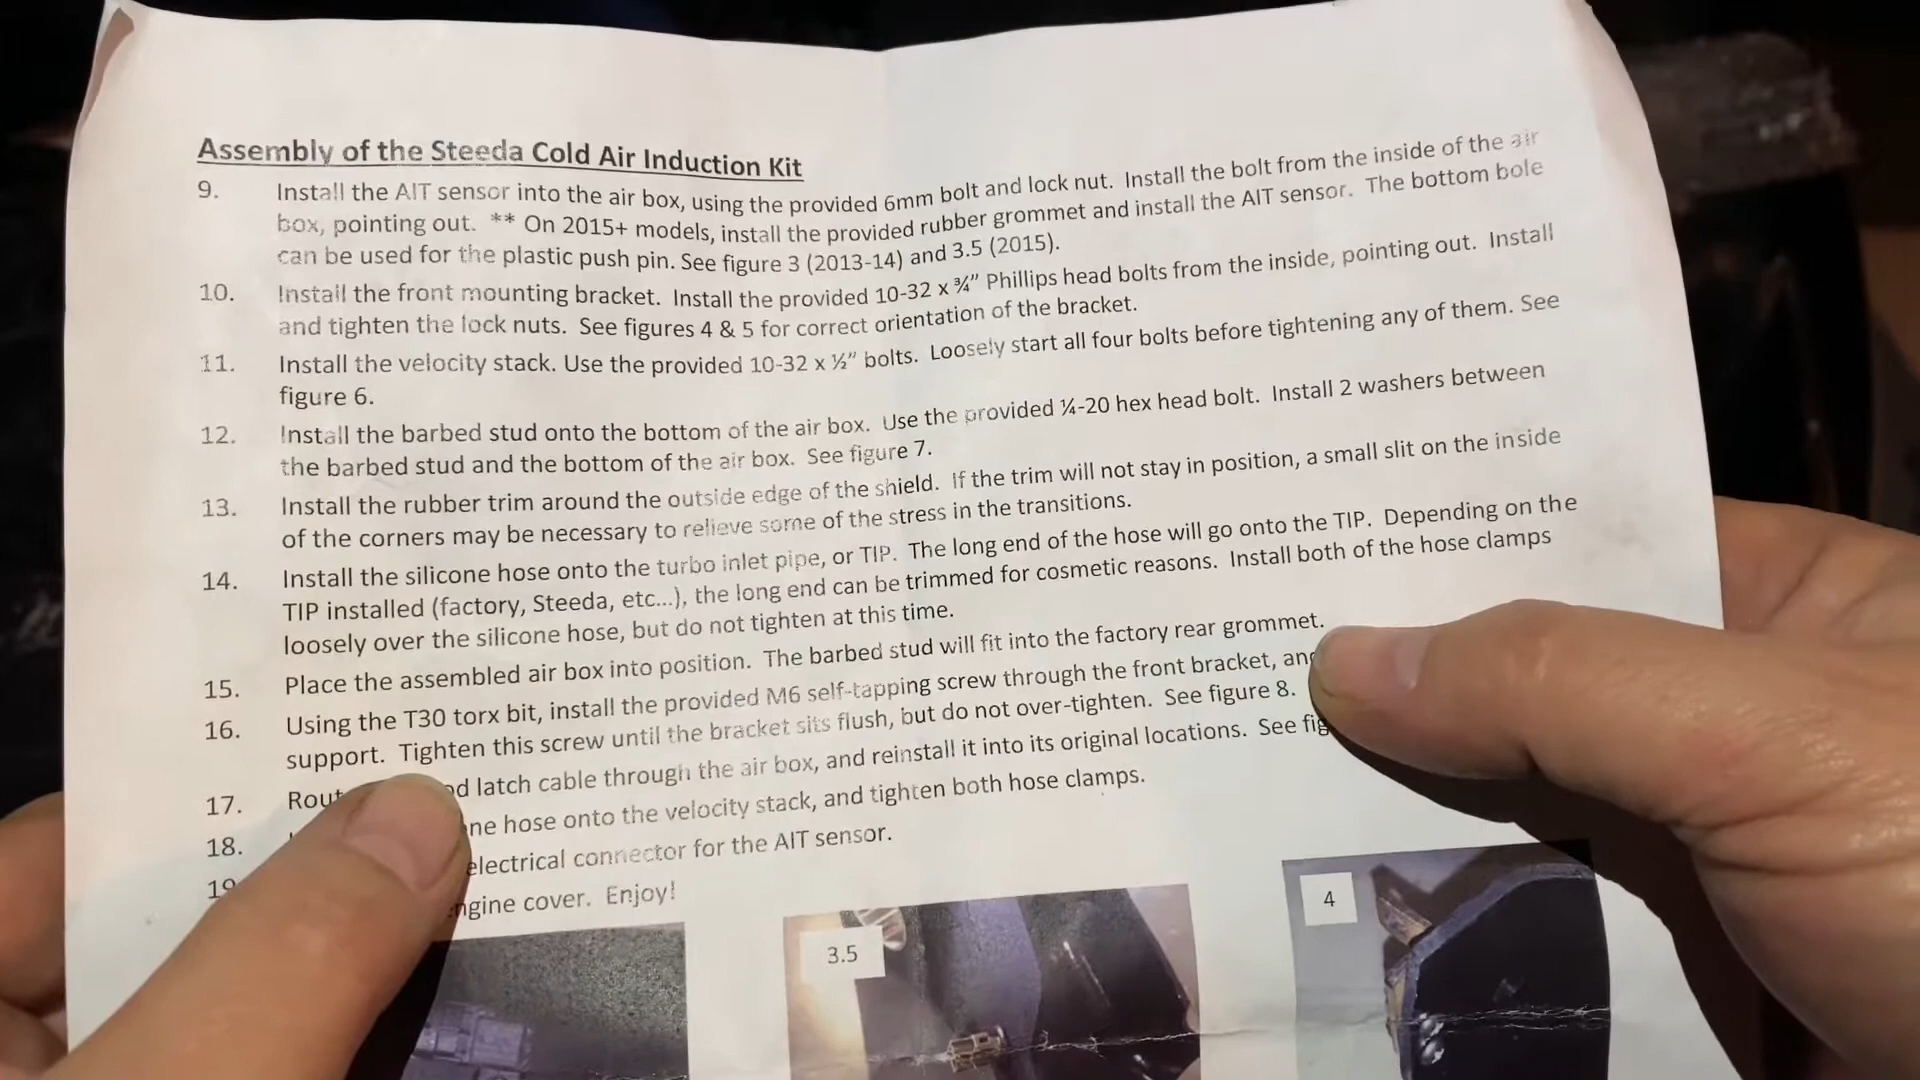 Assembly of the Steeda Cold Air Induction Kit
9. Install the AIT sensor into the air box, using the provided 6mm bolt and lock nut. Install the bolt from the inside of the air
box, pointing out. ** On 2015+ models, install the provided rubber grommet and install the AIT sensor. The bottom bole
can be used for the plastic push pin. See figure 3 (2013-14) and 3.5 (2015).
10. Install the front mounting bracket. Install the provided 10-32 x ¾" Phillips head bolts from the inside, pointing out. Install
and tighten the lock nuts. See figures 4 & 5 for correct orientation of the bracket.
11. Install the velocity stack. Use the provided 10-32 x ½" bolts. Loosely start all four bolts before tightening any of them. See
figure 6.
12. Install the barbed stud onto the bottom of the air box. Use the provided ¼-20 hex head bolt. Install 2 washers between
the barbed stud and the bottom of the air box. See figure 7.
13. Install the rubber trim around the outside edge of the shield. If the trim will not stay in position, a small slit on the inside
of the corners may be necessary to relieve some of the stress in the transitions.
14. Install the silicone hose onto the turbo inlet pipe, or TIP. The long end of the hose will go onto the TIP. Depending on the
TIP installed (factory, Steeda, etc...), the long end can be trimmed for cosmetic reasons. Install both of the hose clamps
loosely over the silicone hose, but do not tighten at this time.
15. Place the assembled air box into position. The barbed stud will fit into the factory rear grommet.
16. Using the T30 torx bit, install the provided M6 self-tapping screw through the front bracket, and
support. Tighten this screw until the bracket sits flush, but do not over-tighten. See figure 8.
17. latch cable through the air box, and reinstall it into its original locations. See
18. hose onto the velocity stack, and tighten both hose clamps.
electrical connector for the AIT sensor.
cover. Enjoy!
3.5
4